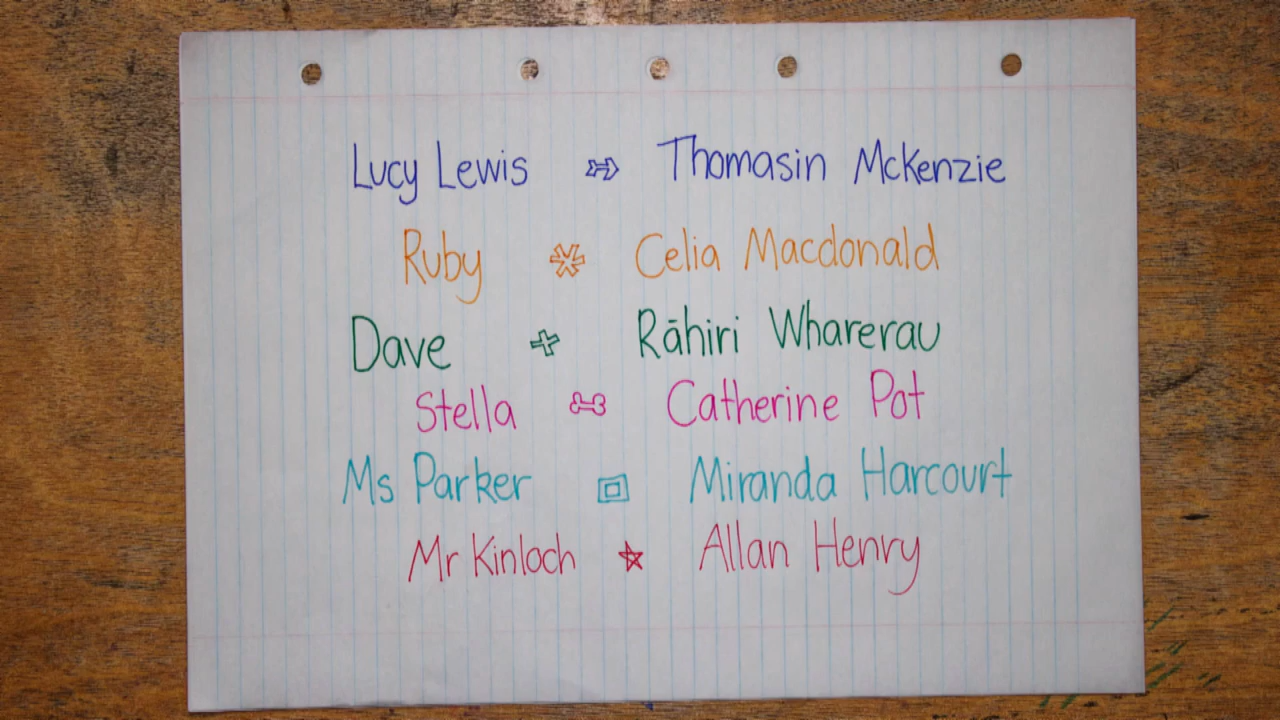 Lucy Lewis Thomasin McKenzie
Ruby Celia Macdonald
Dave Rāhiri Wharerau
Stella Catherine Pot
Ms Parker Miranda Harcourt
Mr Kinloch Allan Henry